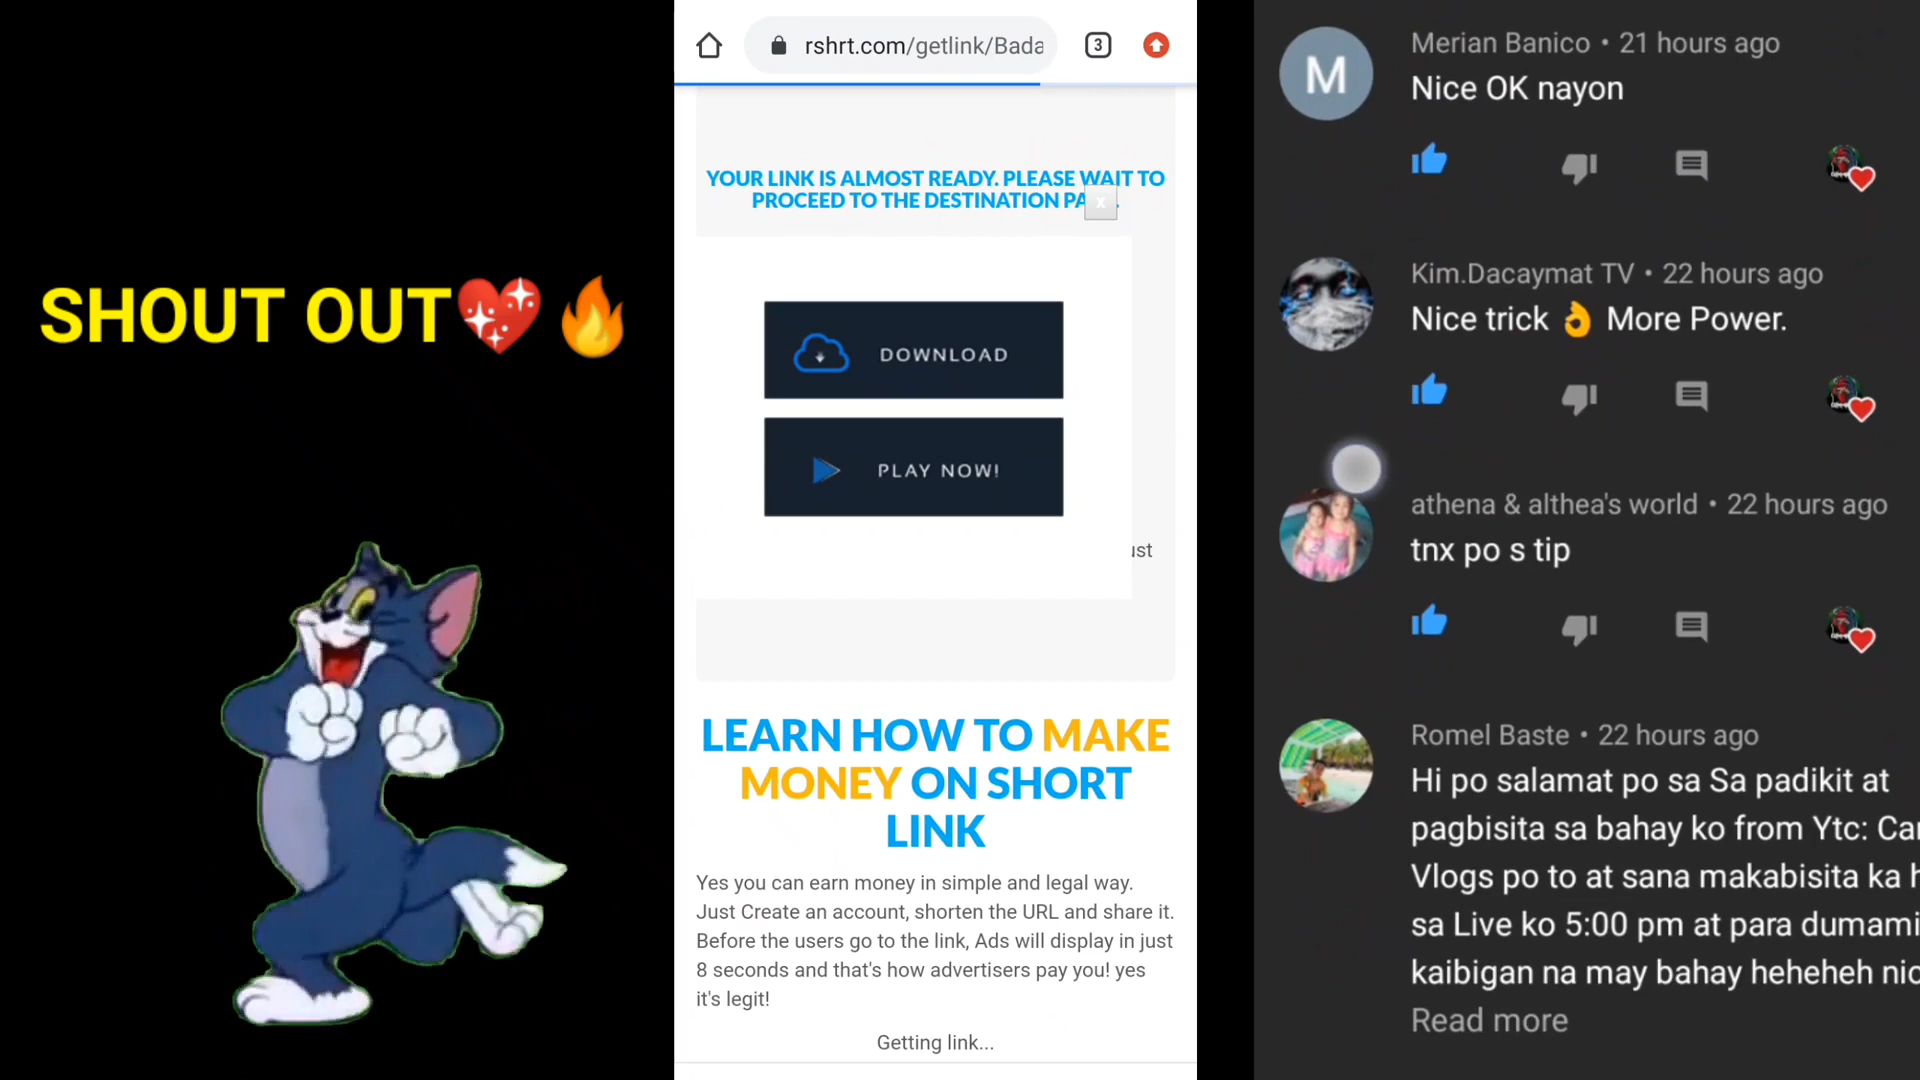 SHOUT OUT💖🔥
rshrt.com/getlink/Bada
3
YOUR LINK IS ALMOST READY. PLEASE WAIT TO
PROCEED TO THE DESTINATION PA
x
DOWNLOAD
PLAY NOW!
ust
LEARN HOW TO MAKE
MONEY ON SHORT
LINK
Yes you can earn money in simple and legal way.
Just Create an account, shorten the URL and share it.
Before the users go to the link, Ads will display in just
8 seconds and that's how advertisers pay you! yes
it's legit!
Getting link...
M
Merian Banico • 21 hours ago
Nice OK nayon
Kim.Dacaymat TV • 22 hours ago
Nice trick 👌 More Power.
athena & althea's world • 22 hours ago
tnx po s tip
Romel Baste • 22 hours ago
Hi po salamat po sa Sa padikit at
pagbisita sa bahay ko from Ytc: Car
Vlogs po to at sana makabisita ka h
sa Live ko 5:00 pm at para dumami
kaibigan na may bahay heheheh nic
Read more